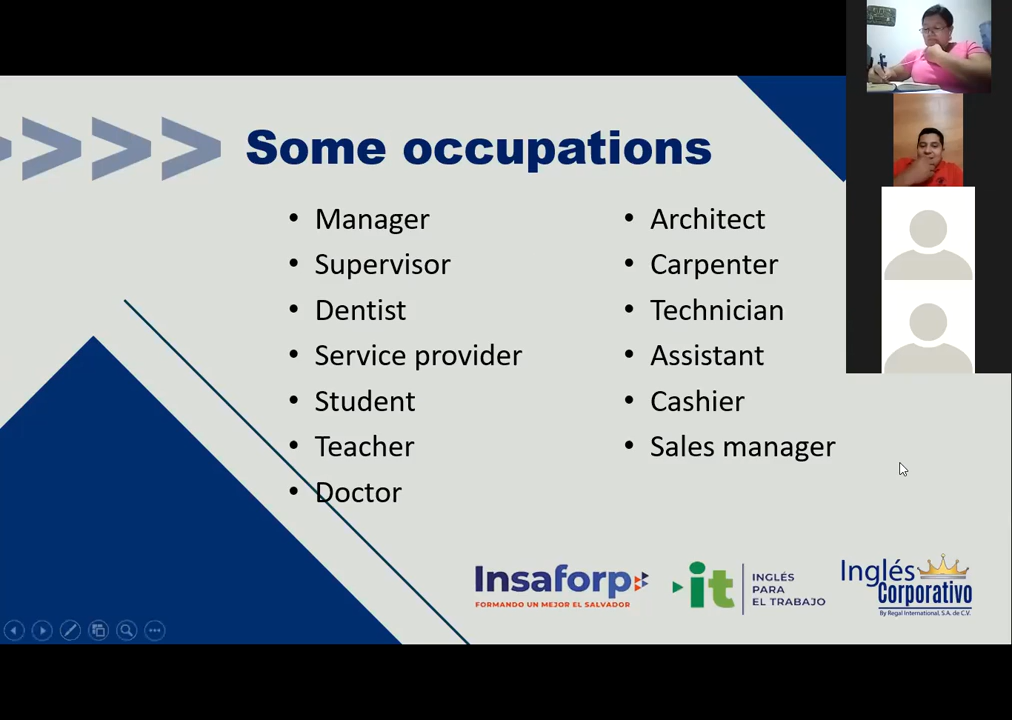 Some occupations
• Manager
• Supervisor
• Dentist
• Service provider
• Student
• Teacher
• Doctor
• Architect
• Carpenter
• Technician
• Assistant
• Cashier
• Sales manager
Insaforp
FORMANDO UN MEJOR EL SALVADOR
it
INGLÉS
PARA
EL TRABAJO
Inglés
Corporativo
By Regal International, S.A. de C.V.